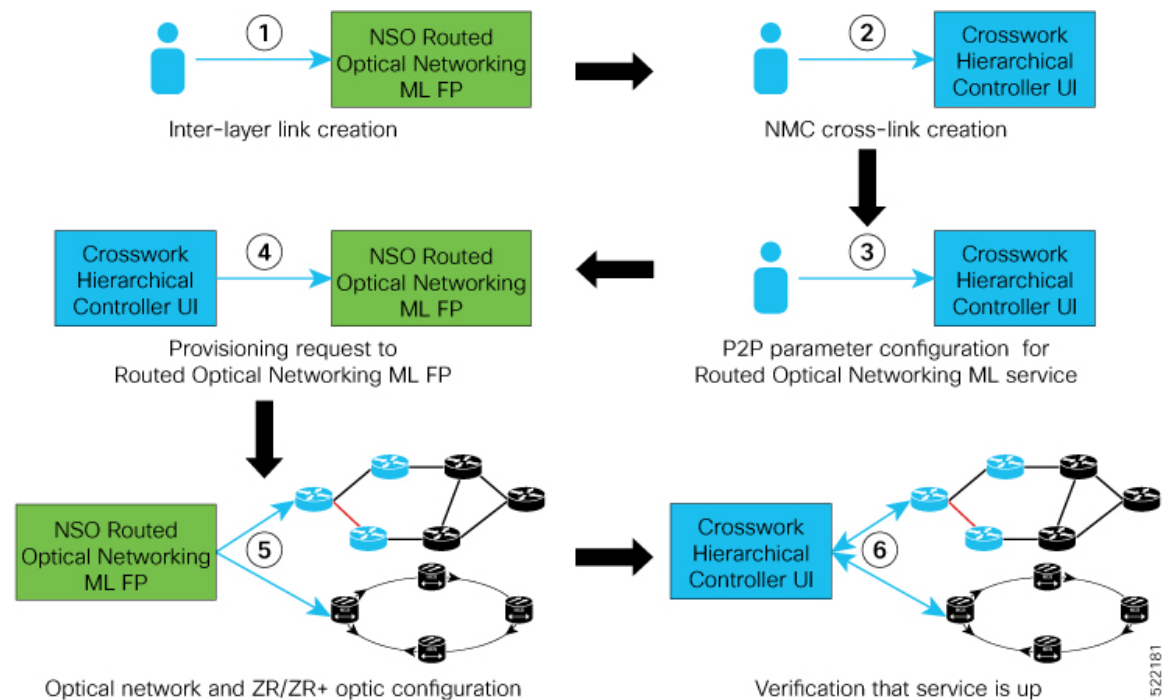 1
NSO Routed
Optical Networking
ML FP
Inter-layer link creation
2
Crosswork
Hierarchical
Controller UI
NMC cross-link creation
3
Crosswork
Hierarchical
Controller UI
P2P parameter configuration for
Routed Optical Networking ML service
Crosswork
Hierarchical
Controller UI
4
NSO Routed
Optical Networking
ML FP
Provisioning request to
Routed Optical Networking ML FP
NSO Routed
Optical Networking
ML FP
5
Optical network and ZR/ZR+ optic configuration
Crosswork
Hierarchical
Controller UI
6
Verification that service is up
522181